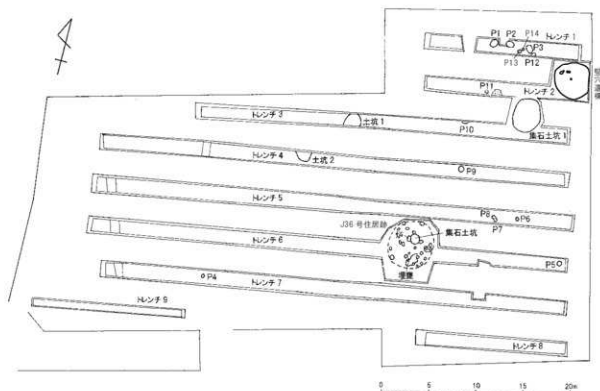 P1 P2 P14
トレンチ 1
P3
P13 P12
P11
トレンチ 2
トレンチ 3
土坑 1
P10
集石土坑 1
トレンチ 4
土坑 2
P9
トレンチ 5
P8
P6
P7
J36 号住居跡
集石土坑
トレンチ 6
埋甕
P5
P4
トレンチ 7
トレンチ 9
トレンチ 8
0 5 10 15 20m